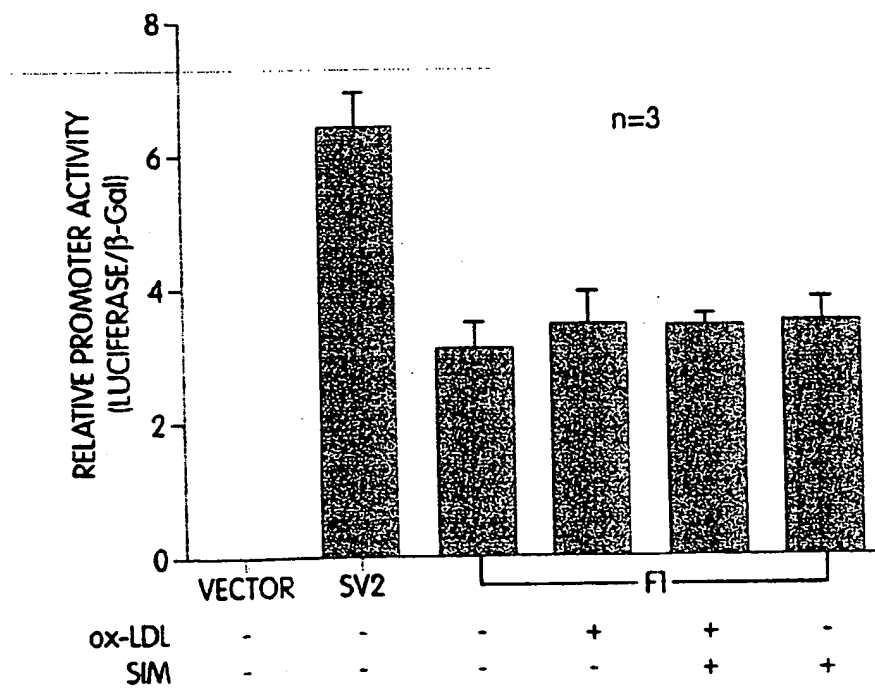 8
6
4
2
0
RELATIVE PROMOTER ACTIVITY
(LUCIFERASE/β-Gal)
n=3
VECTOR SV2 F1
ox-LDL - - - + + -
SIM - - - - + +